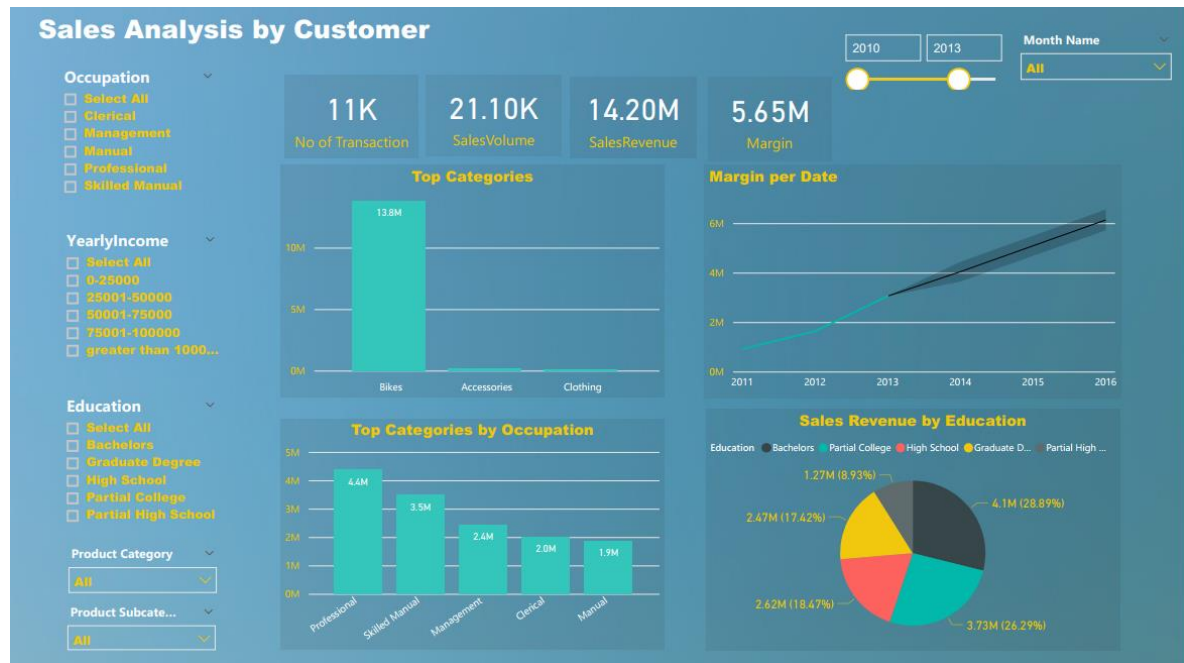 Sales Analysis by Customer
2010 2013
Month Name
All
Occupation
Select All
Clerical
Management
Manual
Professional
Skilled Manual
YearlyIncome
Select All
0-25000
25001-50000
50001-75000
75001-100000
greater than 1000...
Education
Select All
Bachelors
Graduate Degree
High School
Partial College
Partial High School
Product Category
All
Product Subcate...
All
11K
No of Transaction
21.10K
SalesVolume
14.20M
SalesRevenue
5.65M
Margin
Top Categories
13.8M
10M
5M
0M
Bikes Accessories Clothing
Margin per Date
6M
4M
2M
0M
2011 2012 2013 2014 2015 2016
Top Categories by Occupation
5M
4M
3M
2M
1M
0M
4.4M
3.5M
2.4M
2.0M
1.9M
Professional Skilled Manual Management Clerical Manual
Sales Revenue by Education
Education Bachelors Partial College High School Graduate D... Partial High ...
1.27M (8.93%)
4.1M (28.89%)
2.47M (17.42%)
2.62M (18.47%)
3.73M (26.29%)